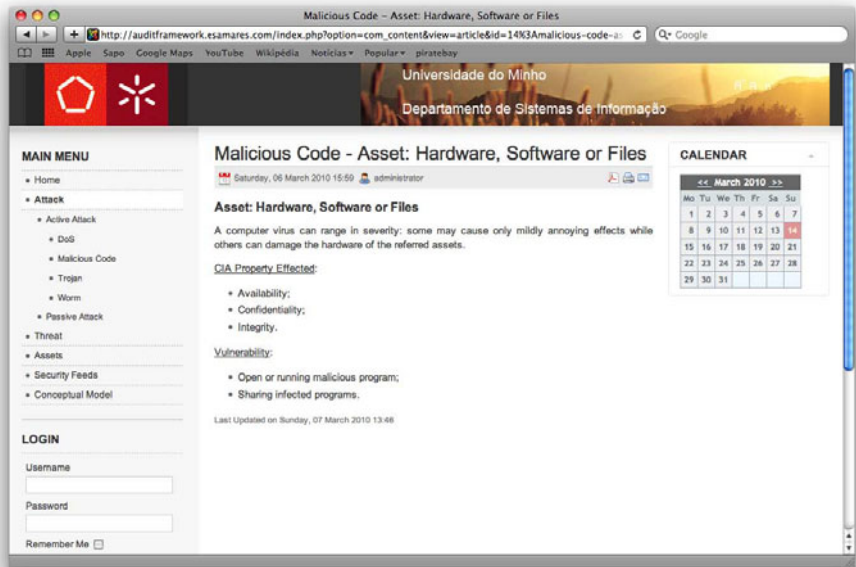 Malicious Code – Asset: Hardware, Software or Files
http://auditframework.esamares.com/index.php?option=com_content&view=article&id=14%3Amalicious-code-as
Google
Apple Sapo Google Maps YouTube Wikipédia Notícias Popular piratebay
Universidade do Minho
Departamento de Sistemas de Informação
MAIN MENU
Home
Attack
Active Attack
DoS
Malicious Code
Trojan
Worm
Passive Attack
Threat
Assets
Security Feeds
Conceptual Model
LOGIN
Username
Password
Remember Me
Malicious Code - Asset: Hardware, Software or Files
Saturday, 06 March 2010 15:59 administrator
Asset: Hardware, Software or Files
A computer virus can range in severity: some may cause only mildly annoying effects while
others can damage the hardware of the referred assets.
CIA Property Effected:
Availability;
Confidentiality;
Integrity.
Vulnerability:
Open or running malicious program;
Sharing infected programs.
Last Updated on Sunday, 07 March 2010 13:46
CALENDAR
<< March 2010 >>
Mo Tu We Th Fr Sa Su
1 2 3 4 5 6 7
8 9 10 11 12 13 14
15 16 17 18 19 20 21
22 23 24 25 26 27 28
29 30 31